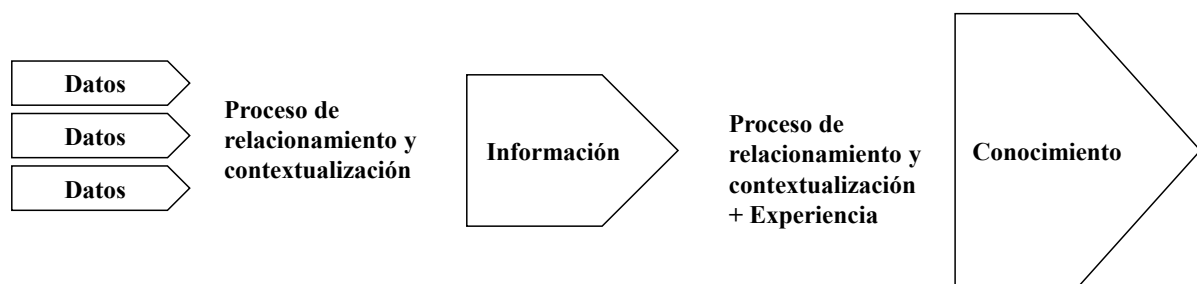 Datos
Datos
Datos
Proceso de
relacionamiento y
contextualización
Información
Proceso de
relacionamiento y
contextualización
+ Experiencia
Conocimiento